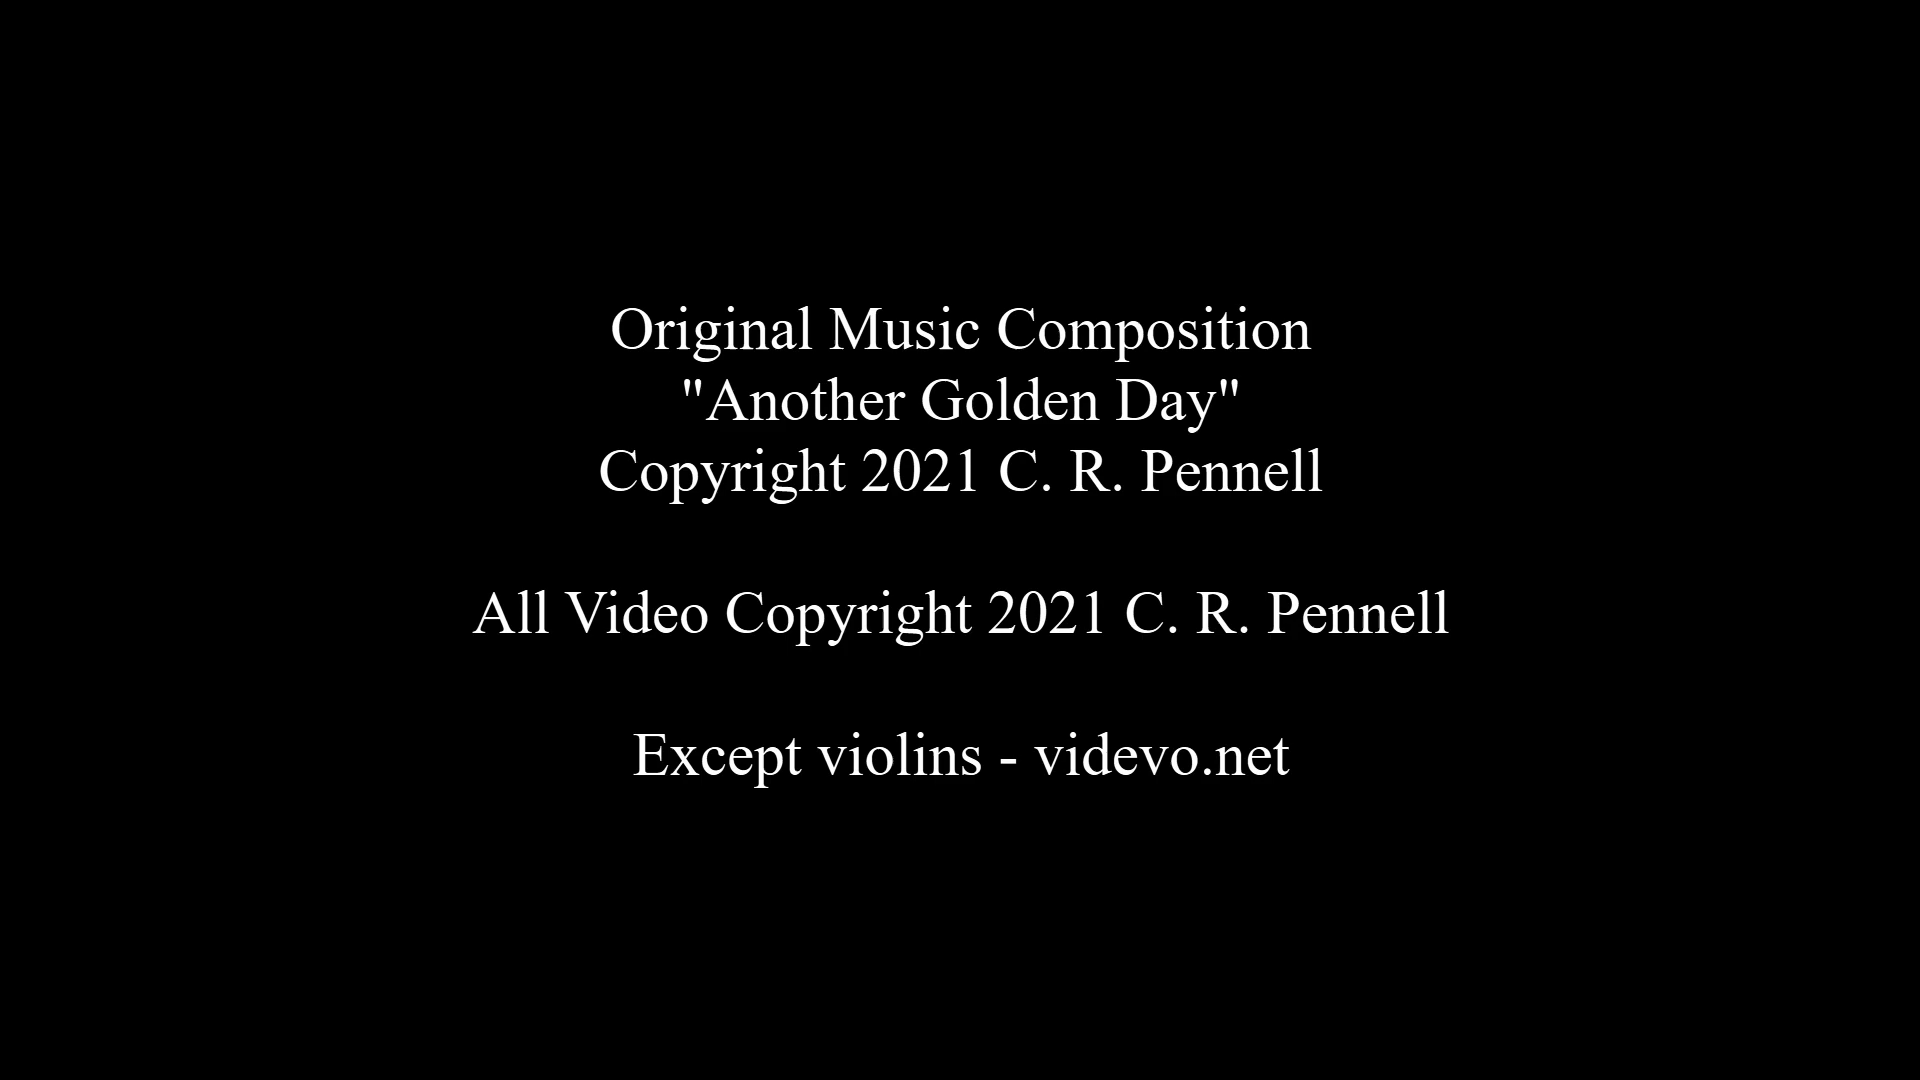 Original Music Composition
"Another Golden Day"
Copyright 2021 C. R. Pennell
All Video Copyright 2021 C. R. Pennell
Except violins - videvo.net